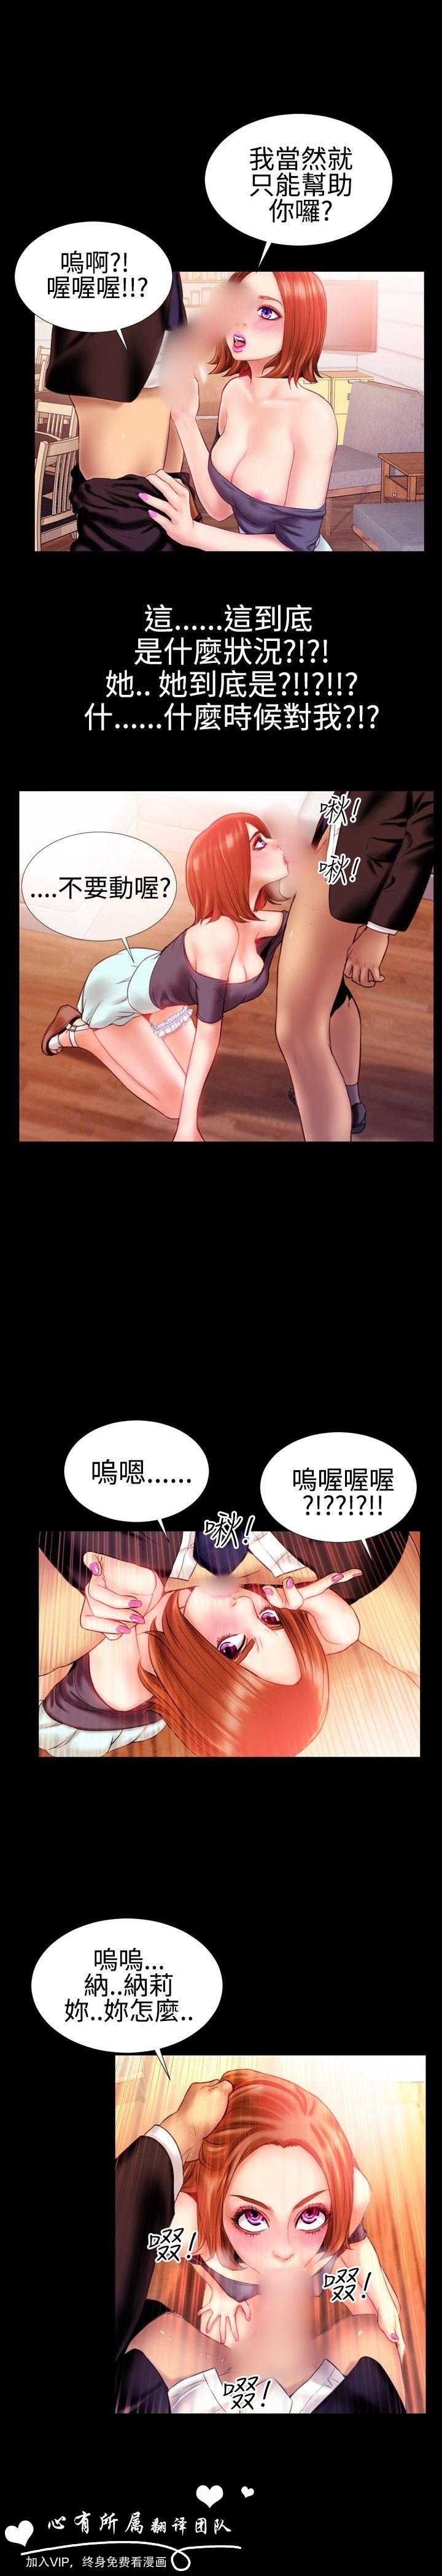 我當然就
只能幫助
你囉?
嗚啊?!
喔喔喔!!?
這......這到底
是什麼狀況?!?!
她.. 她到底是?!!?!!?
什......什麼時候對我?!?
啾!
啾!
....不要動喔?
嗚嗯......
嗚喔喔喔
?!??!?!!
啾!
嗚嗚...
納..納莉
妳..妳怎麼..
啜啜!
啜啜!
啜啜!
心有所属翻译团队
加入VIP，终身免费看漫画